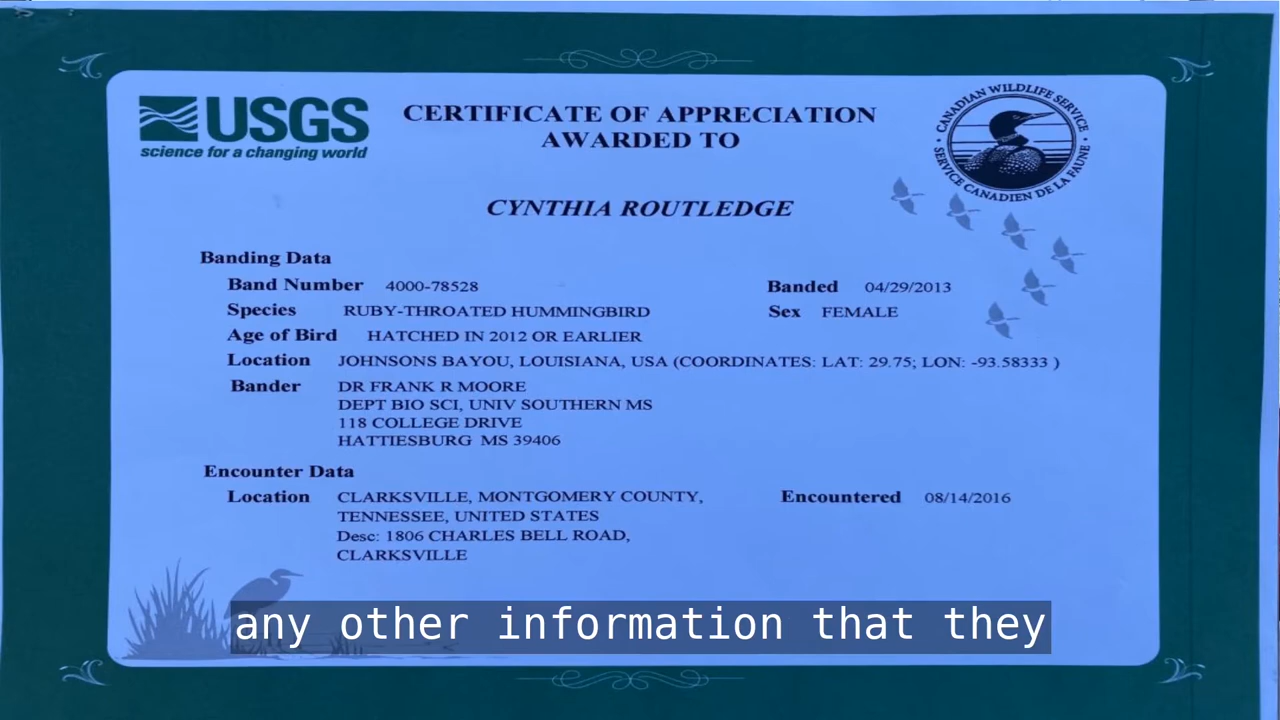 USGS
science for a changing world
CERTIFICATE OF APPRECIATION
AWARDED TO
CANADIAN WILDLIFE SERVICE
SERVICE CANADIEN DE LA FAUNE
CYNTHIA ROUTLEDGE
Banding Data
Band Number 4000-78528 Banded 04/29/2013
Species RUBY-THROATED HUMMINGBIRD Sex FEMALE
Age of Bird HATCHED IN 2012 OR EARLIER
Location JOHNSONS BAYOU, LOUISIANA, USA (COORDINATES: LAT: 29.75; LON: -93.58333 )
Bander DR FRANK R MOORE
DEPT BIO SCI, UNIV SOUTHERN MS
118 COLLEGE DRIVE
HATTIESBURG MS 39406
Encounter Data
Location CLARKSVILLE, MONTGOMERY COUNTY, Encountered 08/14/2016
TENNESSEE, UNITED STATES
Desc: 1806 CHARLES BELL ROAD,
CLARKSVILLE
any other information that they